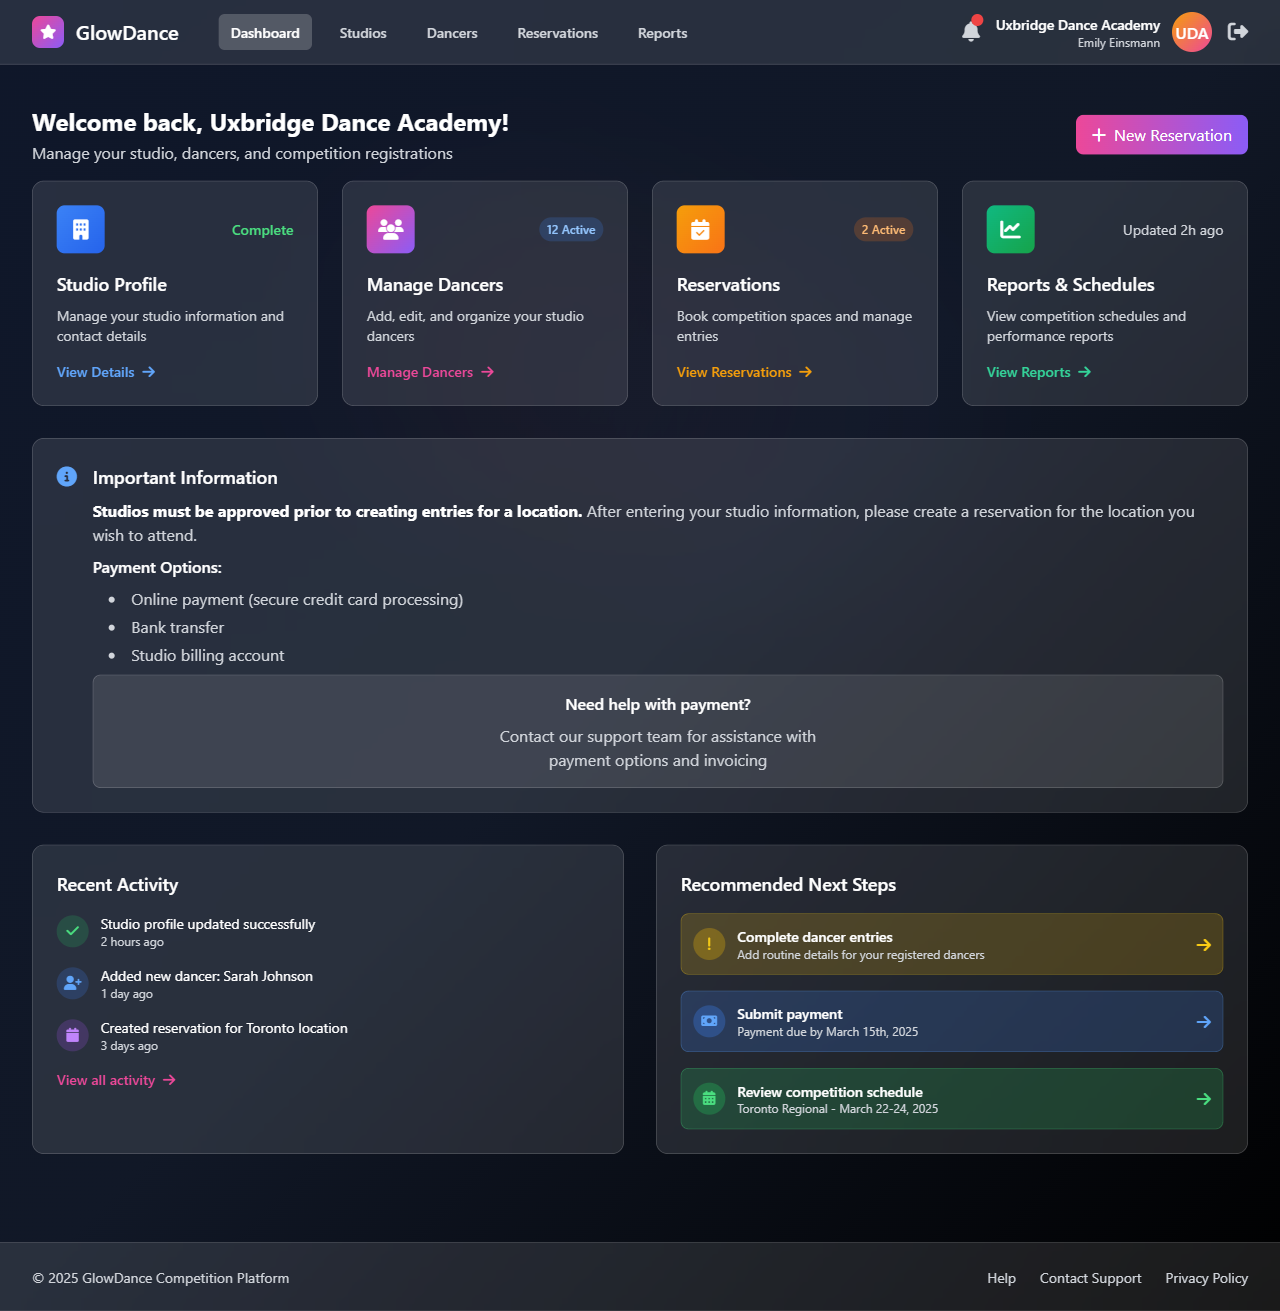 GlowDance
Dashboard
Studios
Dancers
Reservations
Reports
Uxbridge Dance Academy
Emily Einsmann
UDA
Welcome back, Uxbridge Dance Academy!
Manage your studio, dancers, and competition registrations
New Reservation
Complete
Studio Profile
Manage your studio information and
contact details
View Details
12 Active
Manage Dancers
Add, edit, and organize your studio
dancers
Manage Dancers
2 Active
Reservations
Book competition spaces and manage
entries
View Reservations
Updated 2h ago
Reports & Schedules
View competition schedules and
performance reports
View Reports
Important Information
Studios must be approved prior to creating entries for a location. After entering your studio information, please create a reservation for the location you
wish to attend.
Payment Options:
• Online payment (secure credit card processing)
• Bank transfer
• Studio billing account
Need help with payment?
Contact our support team for assistance with
payment options and invoicing
Recent Activity
Studio profile updated successfully
2 hours ago
Added new dancer: Sarah Johnson
1 day ago
Created reservation for Toronto location
3 days ago
View all activity
Recommended Next Steps
Complete dancer entries
Add routine details for your registered dancers
Submit payment
Payment due by March 15th, 2025
Review competition schedule
Toronto Regional - March 22-24, 2025
© 2025 GlowDance Competition Platform
Help
Contact Support
Privacy Policy